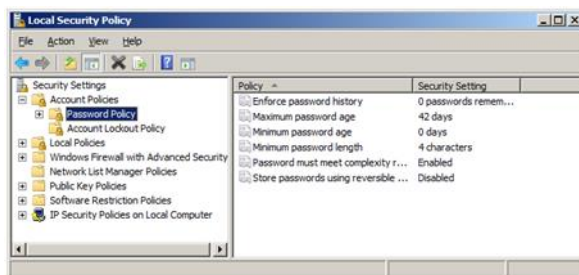 Local Security Policy
File Action View Help
Security Settings
Account Policies
Password Policy
Account Lockout Policy
Local Policies
Windows Firewall with Advanced Security
Network List Manager Policies
Public Key Policies
Software Restriction Policies
IP Security Policies on Local Computer
Policy Security Setting
Enforce password history 0 passwords remem...
Maximum password age 42 days
Minimum password age 0 days
Minimum password length 4 characters
Password must meet complexity r... Enabled
Store passwords using reversible ... Disabled